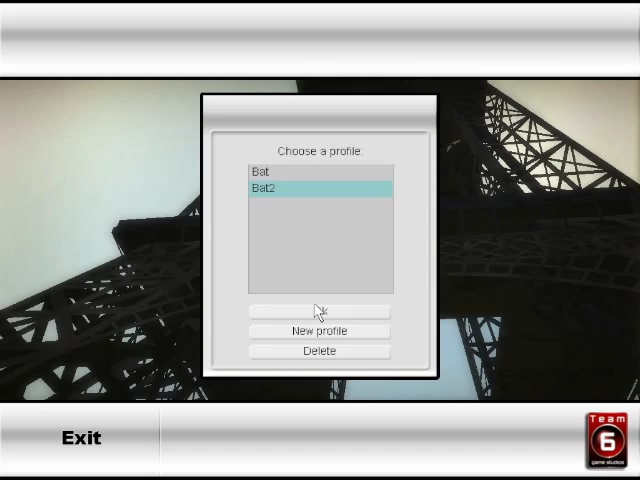 Choose a profile:
Bat
Bat2
New profile
Delete
Exit
Team
6
game studios